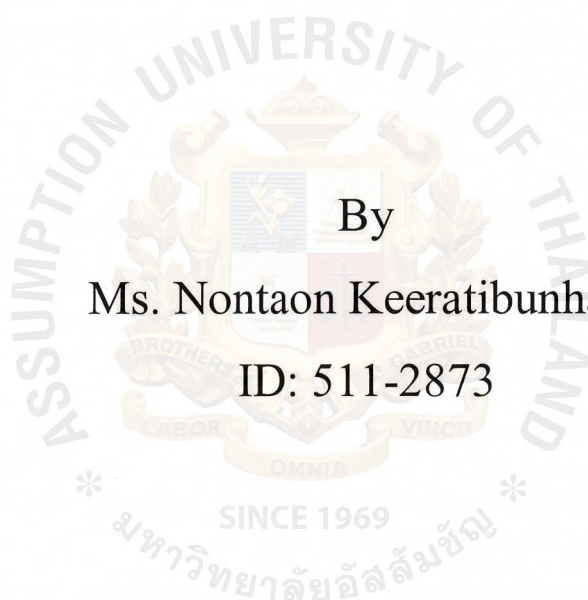 ASSUMPTION UNIVERSITY OF THAILAND
By
A M
Ms. Nontaon Keeratibunh
BROTHERS GABRIEL
ID: 511-2873
LABOR VINCIT
OMNIA
* SINCE 1969 *
มหาวิทยาลัยอัสสัมชัญ